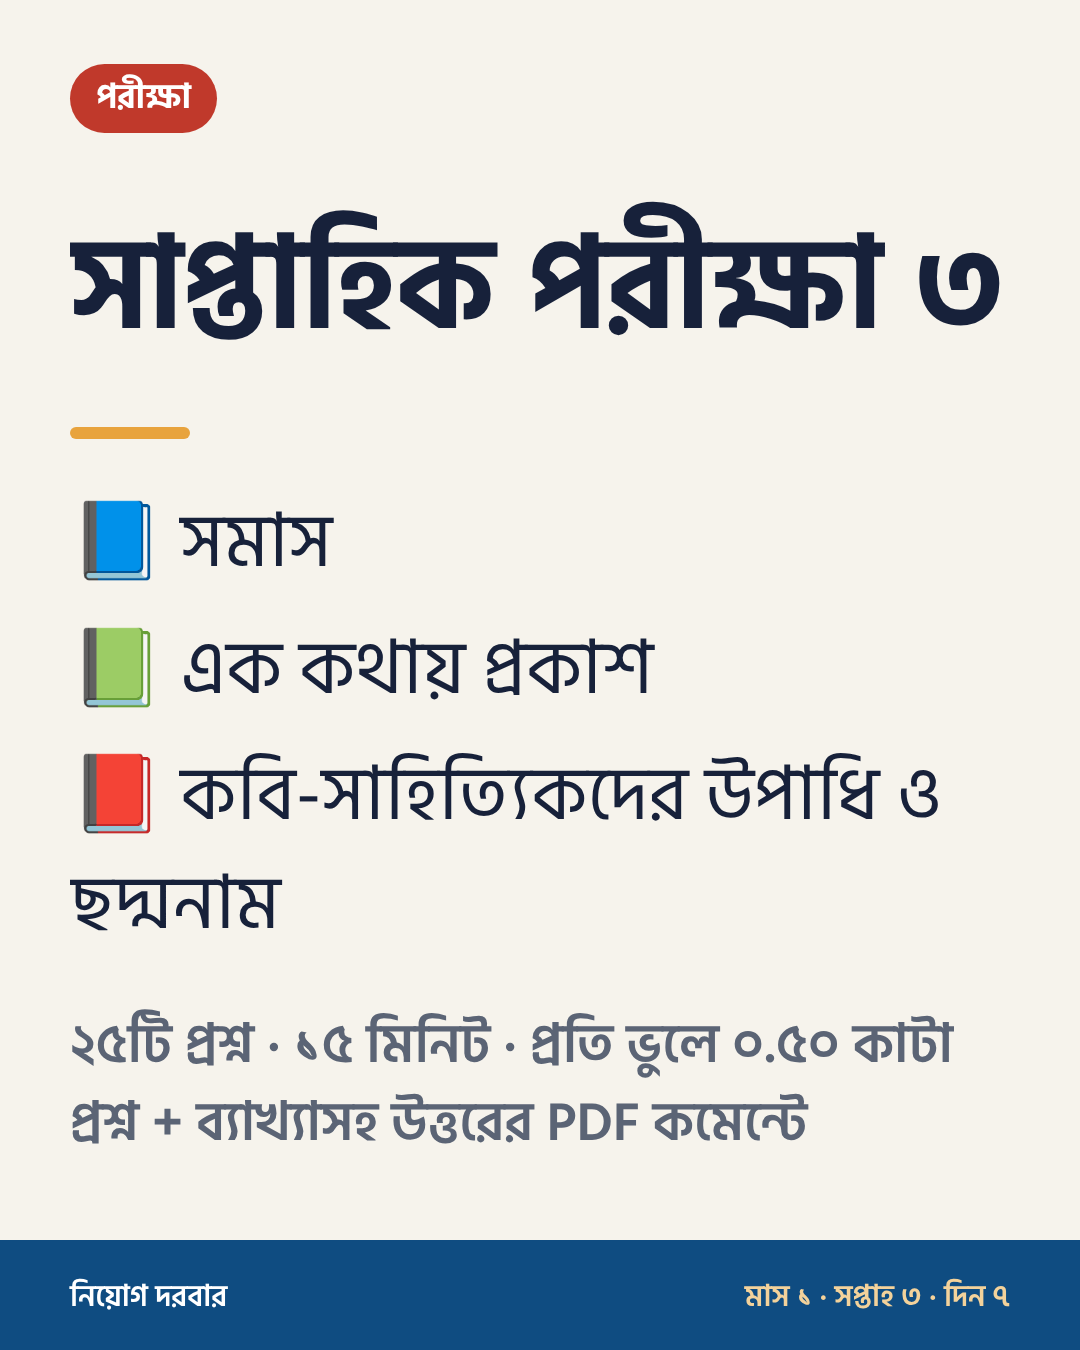 পরীক্ষা
সাপ্তাহিক পরীক্ষা ৩
📘 সমাস
📗 এক কথায় প্রকাশ
📕 কবি-সাহিত্যিকদের উপাধি ও
ছদ্মনাম
২৫টি প্রশ্ন · ১৫ মিনিট · প্রতি ভুলে ০.৫০ কাটা
প্রশ্ন + ব্যাখ্যাসহ উত্তরের PDF কমেন্টে
নিয়োগ দরবার
মাস ১ · সপ্তাহ ৩ · দিন ৭